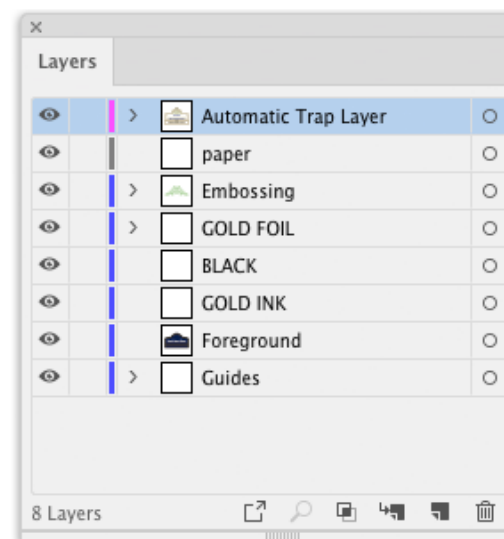 Layers
Automatic Trap Layer
paper
Embossing
GOLD FOIL
BLACK
GOLD INK
Foreground
Guides
8 Layers